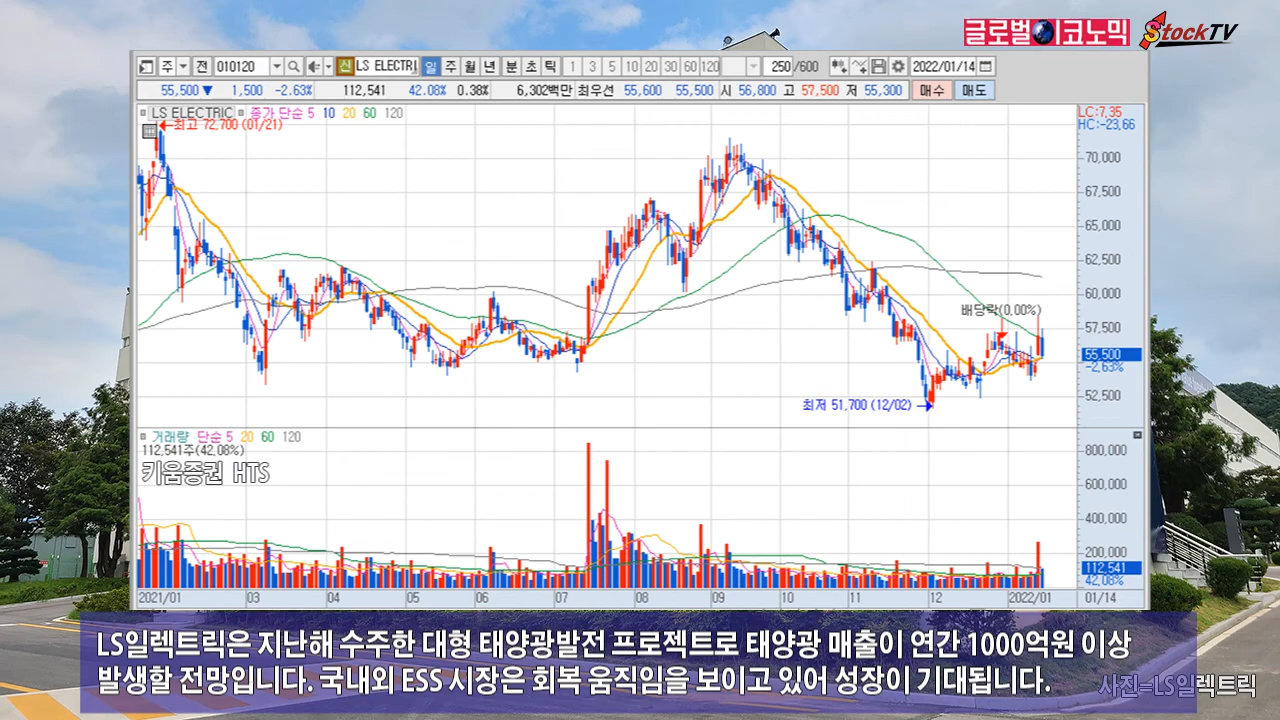 글로벌이코노믹 StockTV
주 전 010120 신 LS ELECTRI 일 주 월 년 분 초 틱 1 3 5 10 20 30 60 120 250 /600 2022/01/14
55,500 ▼ 1,500 -2.63% 112,541 42.08% 0.38% 6,302백만 최우선 55,600 55,500 시 56,800 고 57,500 저 55,300 매수 매도
LS ELECTRIC 종가 단순 5 10 20 60 120
LC:7.35
최고 72,700 (01/21)
HC:-23.66
70,000
67,500
65,000
62,500
60,000
배당락(0.00%)
57,500
55,500
-2.63%
52,500
최저 51,700 (12/02)
거래량 단순 5 20 60 120
112,541주(42.08%)
키움증권 HTS
800,000
600,000
400,000
200,000
112,541
42.08%
2021/01 03 04 05 06 07 08 09 10 11 12 2022/01 01/14
LS일렉트릭은 지난해 수주한 대형 태양광발전 프로젝트로 태양광 매출이 연간 1000억원 이상
발생할 전망입니다. 국내외 ESS 시장은 회복 움직임을 보이고 있어 성장이 기대됩니다.
사진=LS일렉트릭